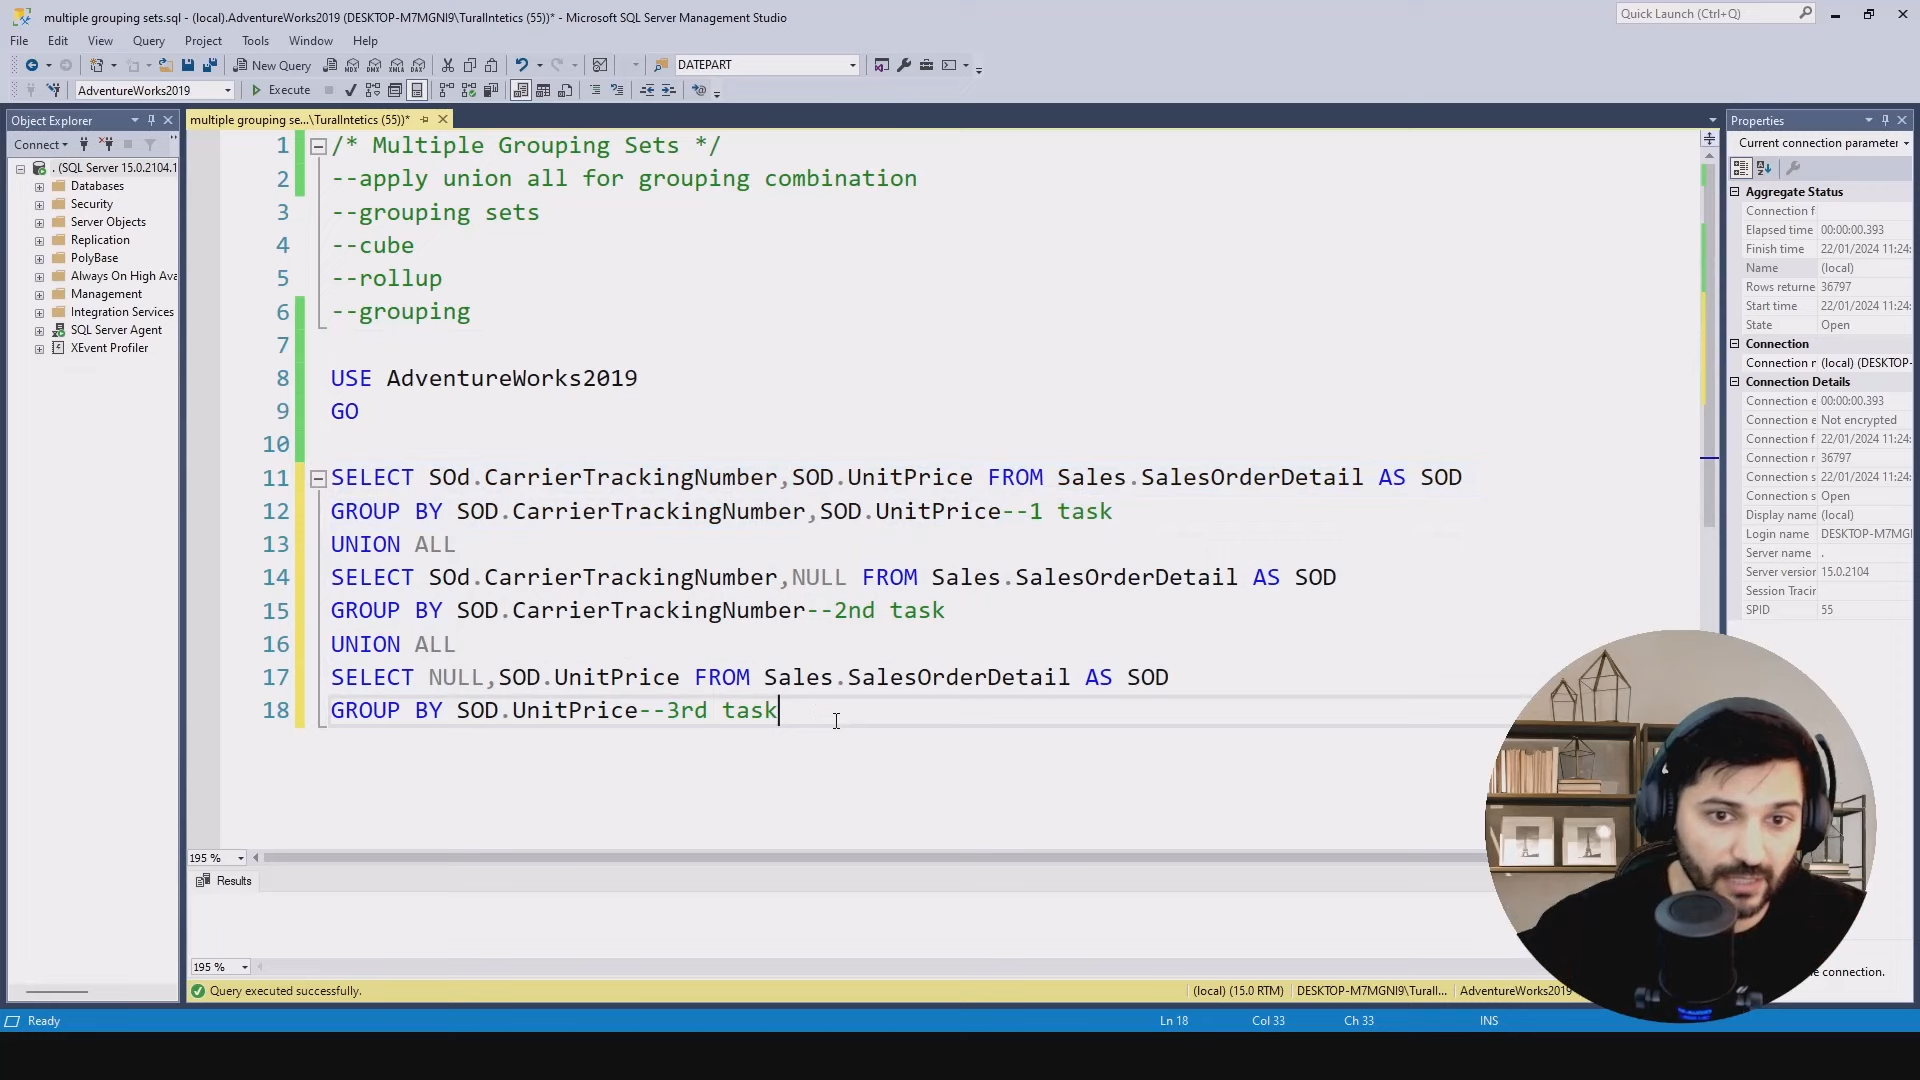 multiple grouping sets.sql - (local).AdventureWorks2019 (DESKTOP-M7MGNI9\TuralIntetics (55))* - Microsoft SQL Server Management Studio
Quick Launch (Ctrl+Q)
File Edit View Query Project Tools Window Help
New Query
DATEPART
AdventureWorks2019
Execute
Object Explorer
multiple grouping se...\TuralIntetics (55))*
Properties
Connect
Current connection parameter
. (SQL Server 15.0.2104.1
Databases
Security
Server Objects
Replication
PolyBase
Always On High Ava
Management
Integration Services
SQL Server Agent
XEvent Profiler
1 /* Multiple Grouping Sets */
2 --apply union all for grouping combination
3 --grouping sets
4 --cube
5 --rollup
6 --grouping
7
8 USE AdventureWorks2019
9 GO
10
11 SELECT SOd.CarrierTrackingNumber,SOD.UnitPrice FROM Sales.SalesOrderDetail AS SOD
12 GROUP BY SOD.CarrierTrackingNumber,SOD.UnitPrice--1 task
13 UNION ALL
14 SELECT SOd.CarrierTrackingNumber,NULL FROM Sales.SalesOrderDetail AS SOD
15 GROUP BY SOD.CarrierTrackingNumber--2nd task
16 UNION ALL
17 SELECT NULL,SOD.UnitPrice FROM Sales.SalesOrderDetail AS SOD
18 GROUP BY SOD.UnitPrice--3rd task
Aggregate Status
Connection f
Elapsed time 00:00:00.393
Finish time 22/01/2024 11:24:
Name (local)
Rows returne 36797
Start time 22/01/2024 11:24:
State Open
Connection
Connection r (local) (DESKTOP-
Connection Details
Connection e 00:00:00.393
Connection e Not encrypted
Connection f 22/01/2024 11:24:
Connection r 36797
Connection s 22/01/2024 11:24:
Connection s Open
Display name (local)
Login name DESKTOP-M7MGI
Server name .
Server version 15.0.2104
Session Tracir
SPID 55
195 %
Results
195 %
e connection.
Query executed successfully.
(local) (15.0 RTM) DESKTOP-M7MGNI9\Turall... AdventureWorks2019
Ready
Ln 18 Col 33 Ch 33 INS